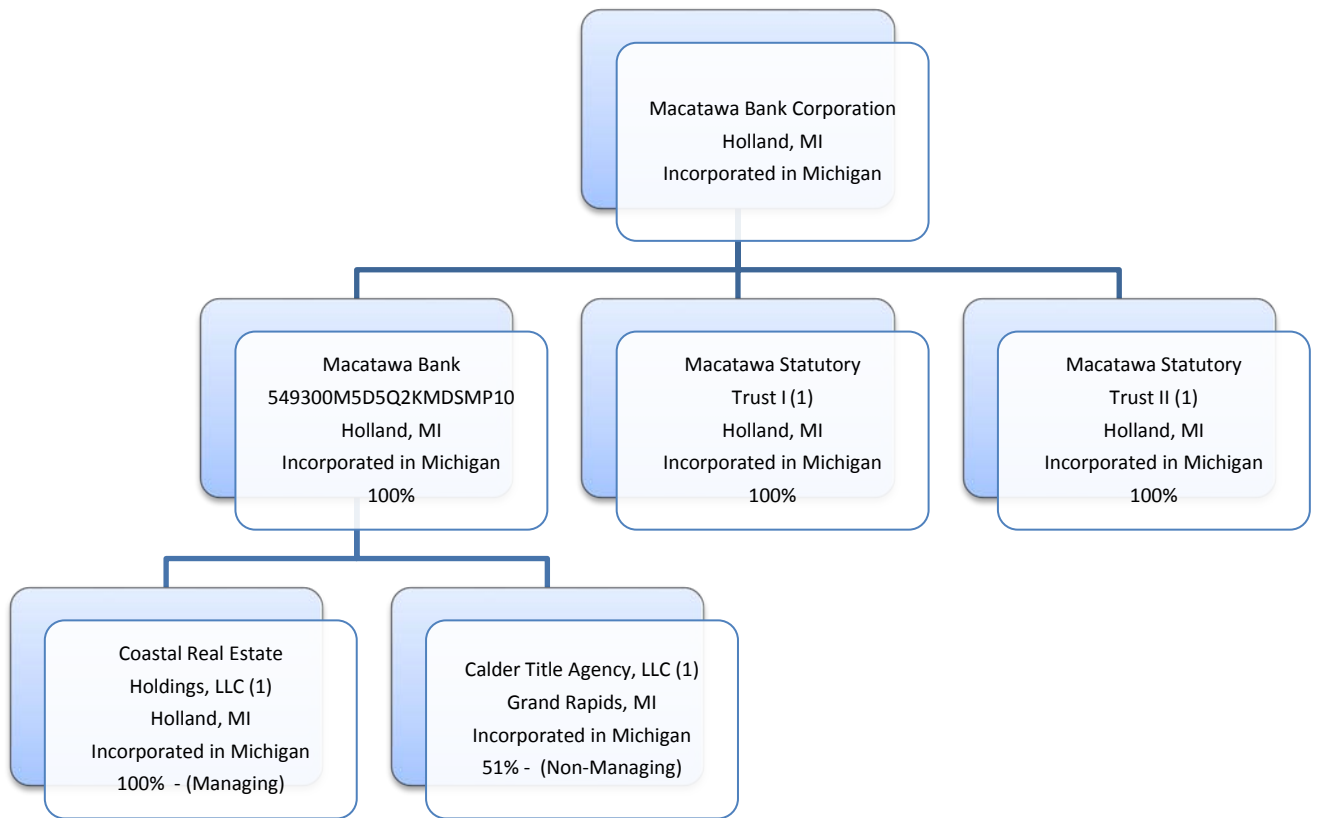 Macatawa Bank Corporation
Holland, MI
Incorporated in Michigan
Macatawa Bank
549300M5D5Q2KMDSMP10
Holland, MI
Incorporated in Michigan
100%
Macatawa Statutory
Trust I (1)
Holland, MI
Incorporated in Michigan
100%
Macatawa Statutory
Trust II (1)
Holland, MI
Incorporated in Michigan
100%
Coastal Real Estate
Holdings, LLC (1)
Holland, MI
Incorporated in Michigan
100% - (Managing)
Calder Title Agency, LLC (1)
Grand Rapids, MI
Incorporated in Michigan
51% - (Non-Managing)